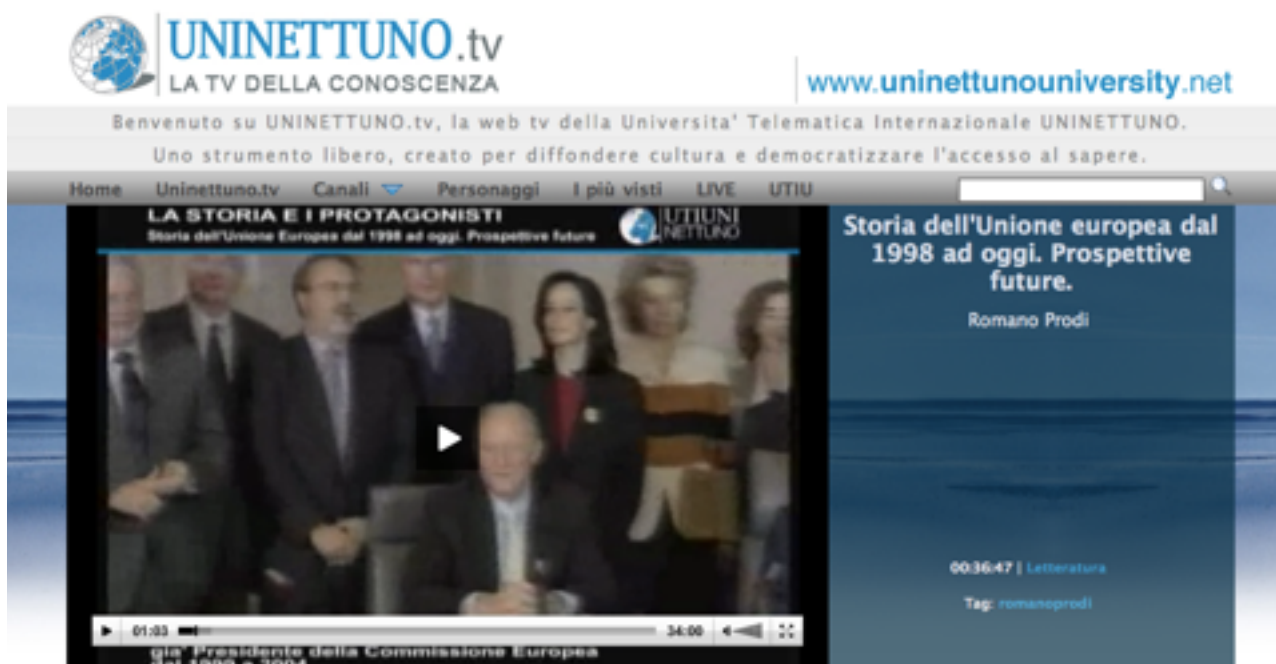 UNINETTUNO.tv
LA TV DELLA CONOSCENZA
www.uninettunouniversity.net
Benvenuto su UNINETTUNO.tv, la web tv della Universita' Telematica Internazionale UNINETTUNO.
Uno strumento libero, creato per diffondere cultura e democratizzare l'accesso al sapere.
Home Uninettuno.tv Canali Personaggi I più visti LIVE UTIU
LA STORIA E I PROTAGONISTI
Storia dell'Unione Europea dal 1998 ad oggi. Prospettive future
UTIUNI
NETTUNO
Storia dell'Unione europea dal
1998 ad oggi. Prospettive
future.
Romano Prodi
00:36:47 | Letteratura
Tag: romanoprodi
01:03 34:00
gia' Presidente della Commissione Europea
dal 1999 a 2004